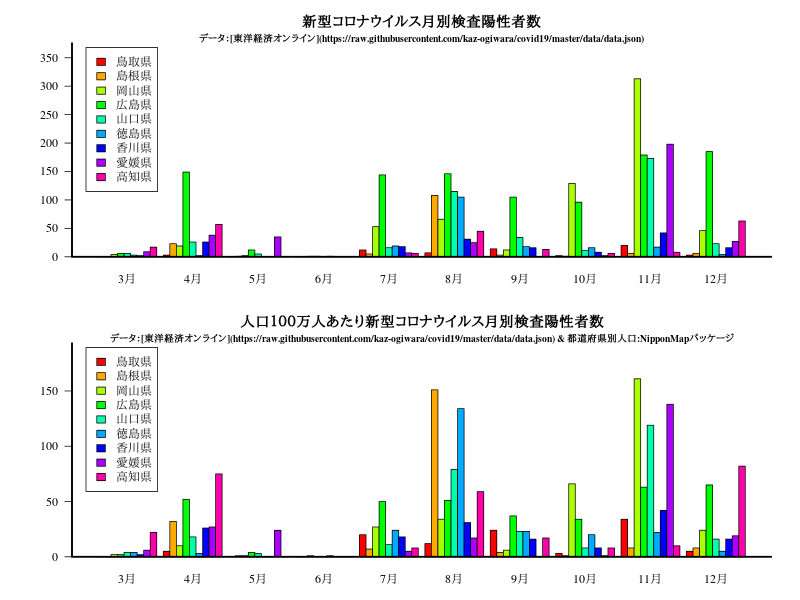 新型コロナウイルス月別検査陽性者数
データ：[東洋経済オンライン](https://raw.githubusercontent.com/kaz-ogiwara/covid19/master/data/data.json)
350
300
250
200
150
100
50
0
鳥取県
島根県
岡山県
広島県
山口県
徳島県
香川県
愛媛県
高知県
3月 4月 5月 6月 7月 8月 9月 10月 11月 12月
人口100万人あたり新型コロナウイルス月別検査陽性者数
データ：[東洋経済オンライン](https://raw.githubusercontent.com/kaz-ogiwara/covid19/master/data/data.json) & 都道府県別人口:NipponMapパッケージ
150
100
50
0
鳥取県
島根県
岡山県
広島県
山口県
徳島県
香川県
愛媛県
高知県
3月 4月 5月 6月 7月 8月 9月 10月 11月 12月